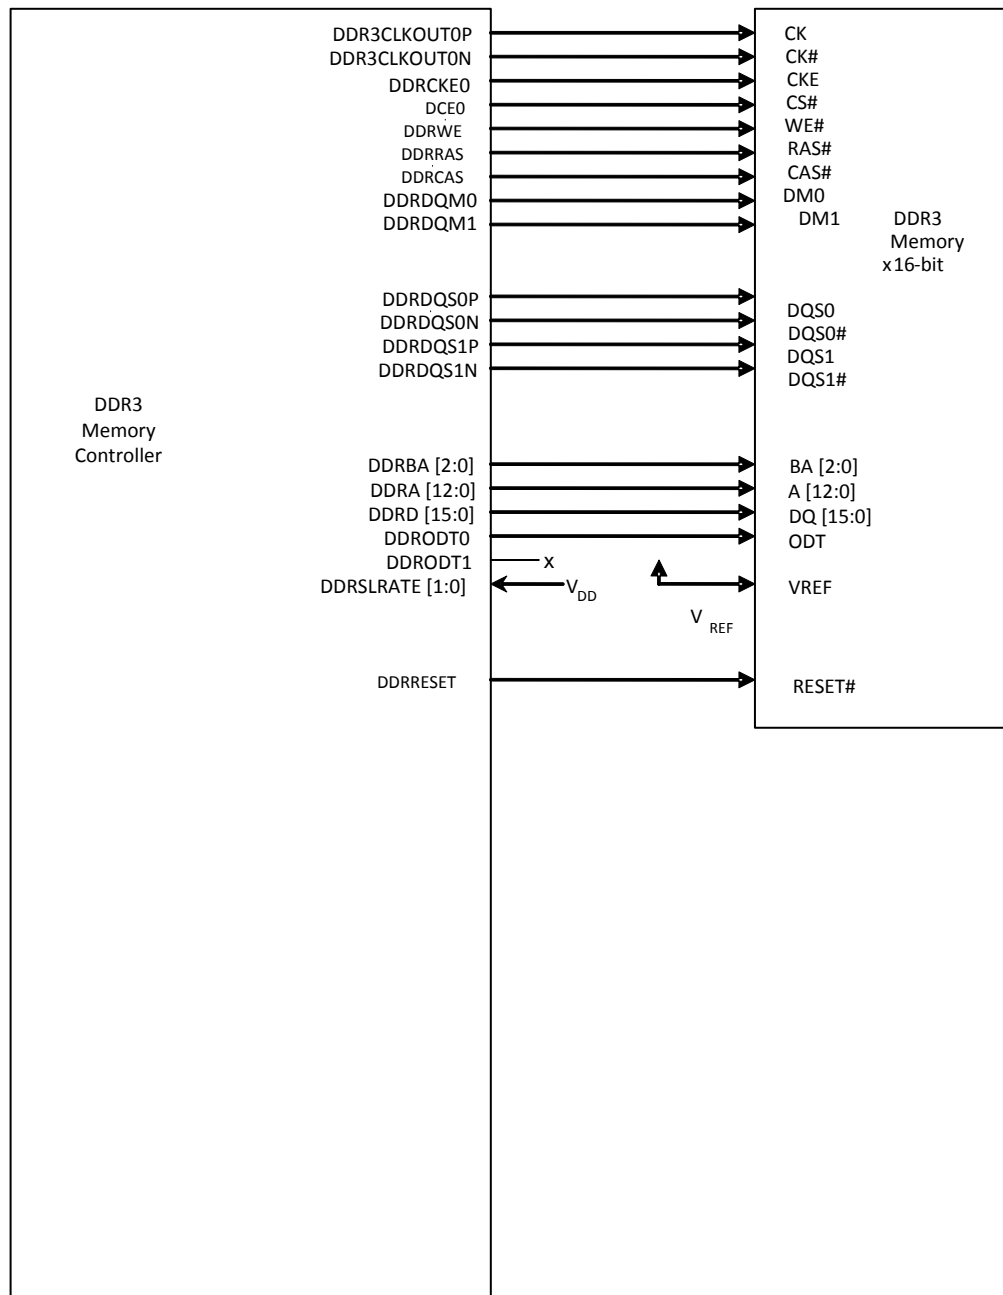 DDR3CLKOUT0P CK
DDR3CLKOUT0N CK#
DDRCKE0 CKE
DCE0 CS#
DDRWE WE#
DDRRAS RAS#
DDRCAS CAS#
DDRDQM0 DM0
DDRDQM1 DM1
DDR3
Memory
x16-bit
DDRDQS0P DQS0
DDRDQS0N DQS0#
DDRDQS1P DQS1
DDRDQS1N DQS1#
DDR3
Memory
Controller
DDRBA [2:0] BA [2:0]
DDRA [12:0] A [12:0]
DDRD [15:0] DQ [15:0]
DDRODT0 ODT
DDRODT1 x
DDRSLRATE [1:0] VDD VREF
V REF
DDRRESET RESET#